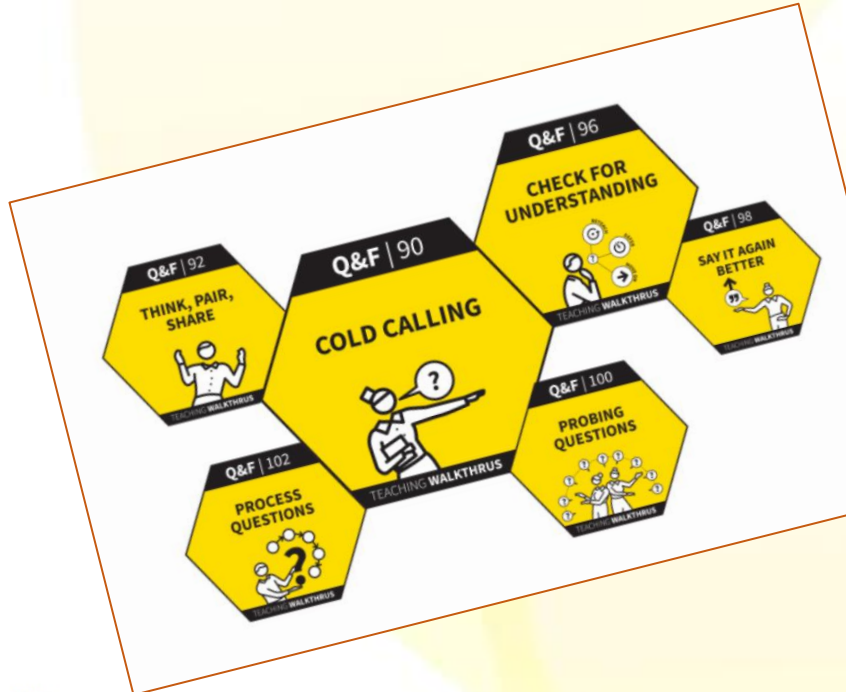 Q&F | 92
THINK, PAIR,
SHARE
TEACHING WALKTHRUS
Q&F | 90
COLD CALLING
?
TEACHING WALKTHRUS
Q&F | 96
CHECK FOR
UNDERSTANDING
?
TEACHING WALKTHRUS
Q&F | 98
SAY IT AGAIN
BETTER
TEACHING WALKTHRUS
Q&F | 102
PROCESS
QUESTIONS
?
TEACHING WALKTHRUS
Q&F | 100
PROBING
QUESTIONS
? ? ? ? ? ? ? ? ?
TEACHING WALKTHRUS